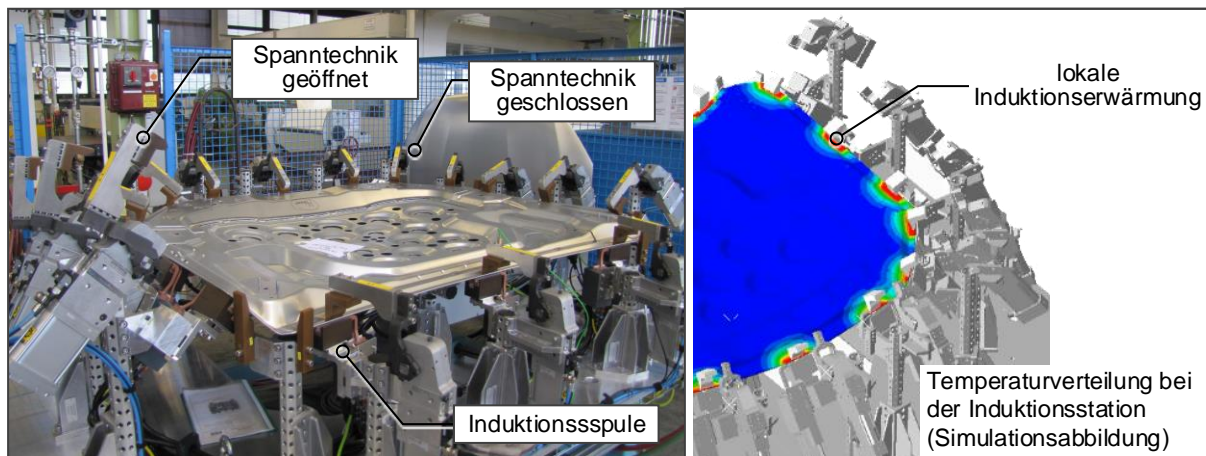 Spanntechnik
geöffnet
Spanntechnik
geschlossen
Induktionssspule
lokale
Induktionserwärmung
Temperaturverteilung bei
der Induktionsstation
(Simulationsabbildung)